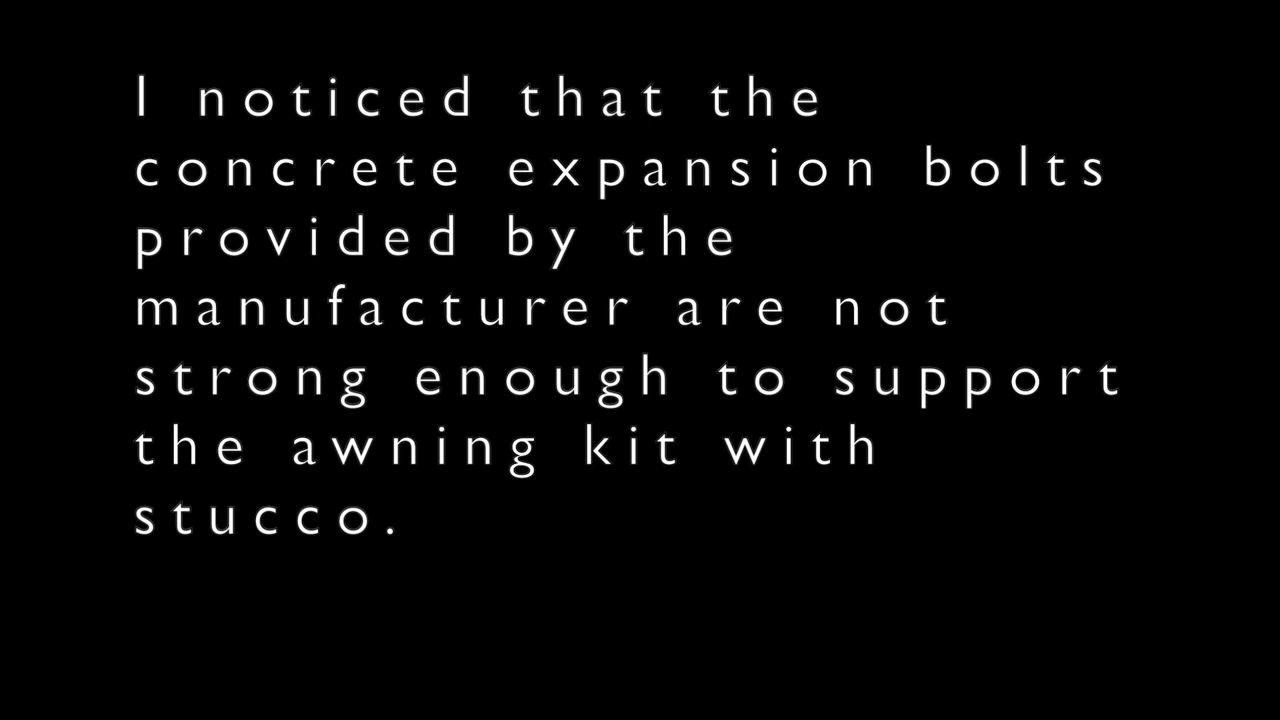 I noticed that the
concrete expansion bolts
provided by the
manufacturer are not
strong enough to support
the awning kit with
stucco.